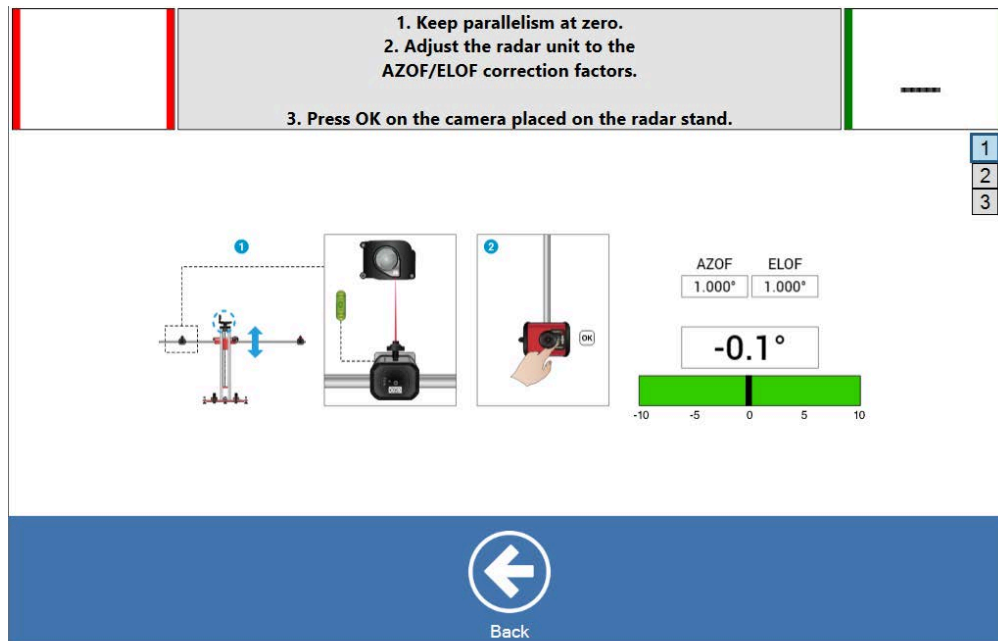 1. Keep parallelism at zero.
2. Adjust the radar unit to the
AZOF/ELOF correction factors.
3. Press OK on the camera placed on the radar stand.
1
2
3
1
2
OK
AZOF ELOF
1.000° 1.000°
-0.1°
-10 -5 0 5 10
Back